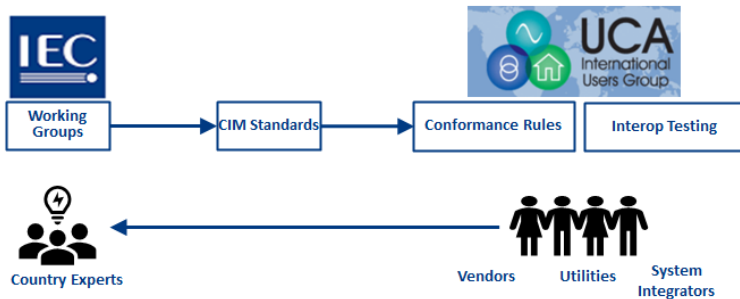 IEC
UCA
International
Users Group
Working
Groups
CIM Standards
Conformance Rules
Interop Testing
Country Experts
Vendors
Utilities
System
Integrators